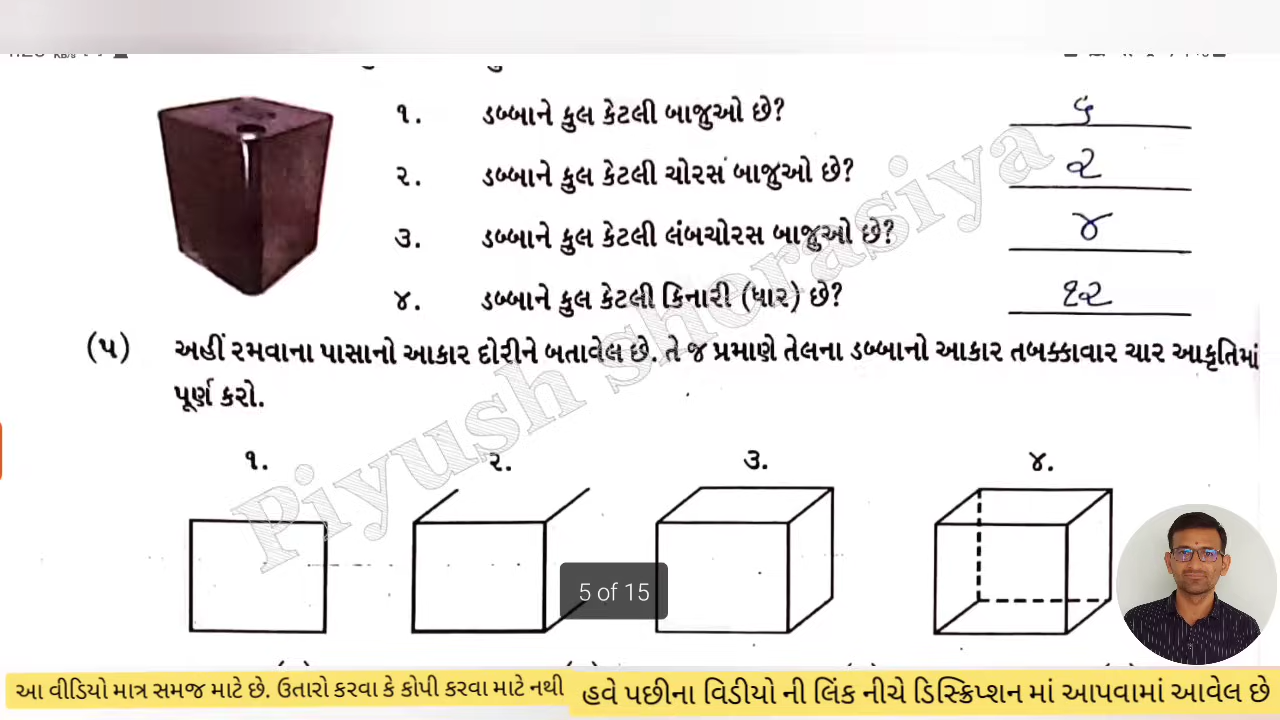 ૧. ડબ્બાને કુલ કેટલી બાજુઓ છે? ૬
૨. ડબ્બાને કુલ કેટલી ચોરસ બાજુઓ છે? ૨
૩. ડબ્બાને કુલ કેટલી લંબચોરસ બાજુઓ છે? ૪
૪. ડબ્બાને કુલ કેટલી કિનારી (ધાર) છે? ૧૨
(૫) અહીં રમવાના પાસાનો આકાર દોરીને બતાવેલ છે. તે જ પ્રમાણે તેલના ડબ્બાનો આકાર તબક્કાવાર ચાર આકૃતિમાં
પૂર્ણ કરો.
૧. ૨. ૩. ૪.
Piyush shorasiya
5 of 15
આ વીડિયો માત્ર સમજ માટે છે. ઉતારો કરવા કે કોપી કરવા માટે નથી
હવે પછીના વિડીયો ની લિંક નીચે ડિસ્ક્રિપ્શન માં આપવામાં આવેલ છે